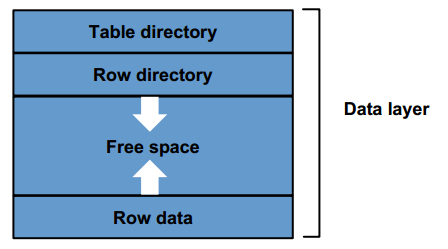 Table directory
Row directory
Free space
Row data
Data layer